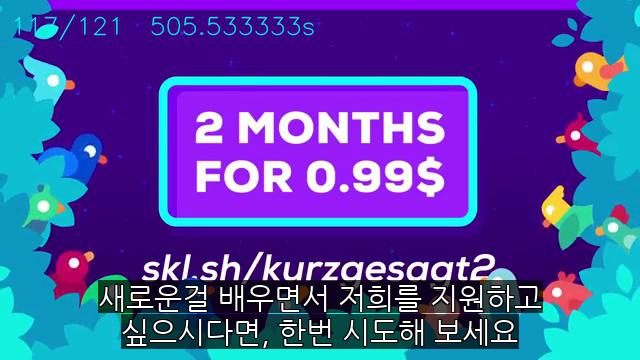 117/121 505.533333s
2 MONTHS
FOR 0.99$
skl.sh/kurzgesagt2
새로운걸 배우면서 저희를 지원하고
싶으시다면, 한번 시도해 보세요